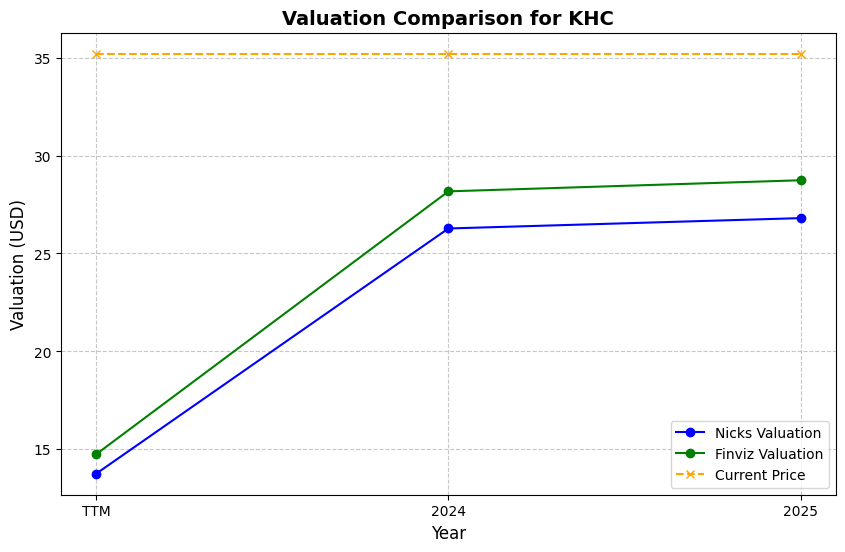 Valuation Comparison for KHC
Valuation (USD)
35
30
25
20
15
TTM
2024
2025
Year
Nicks Valuation
Finviz Valuation
Current Price